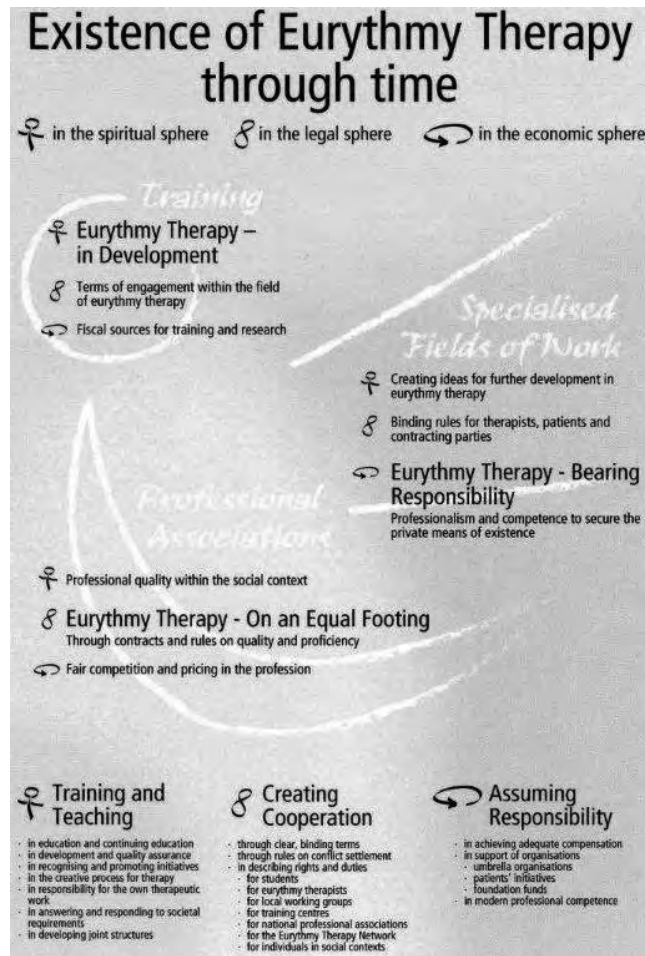 Existence of Eurythmy Therapy
through time
in the spiritual sphere in the legal sphere in the economic sphere
Training
Eurythmy Therapy –
in Development
Terms of engagement within the field
of eurythmy therapy
Fiscal sources for training and research
Specialised
Fields of Work
Creating ideas for further development in
eurythmy therapy
Binding rules for therapists, patients and
contracting parties
Eurythmy Therapy - Bearing
Responsibility
Professionalism and competence to secure the
private means of existence
Professional
Associations
Professional quality within the social context
Eurythmy Therapy - On an Equal Footing
Through contracts and rules on quality and proficiency
Fair competition and pricing in the profession
Training and
Teaching
· in education and continuing education
· in development and quality assurance
· in recognising and promoting initiatives
· in the creative process for therapy
· in responsibility for the own therapeutic
work
· in answering and responding to societal
requirements
· in developing joint structures
Creating
Cooperation
· through clear, binding terms
· through rules on conflict settlement
· in describing rights and duties
· for students
· for eurythmy therapists
· for local working groups
· for training centres
· for national professional associations
· for the Eurythmy Therapy Network
· for individuals in social contexts
Assuming
Responsibility
· in achieving adequate compensation
· in support of organisations
· umbrella organisations
· patients' initiatives
· foundation funds
· in modern professional competence